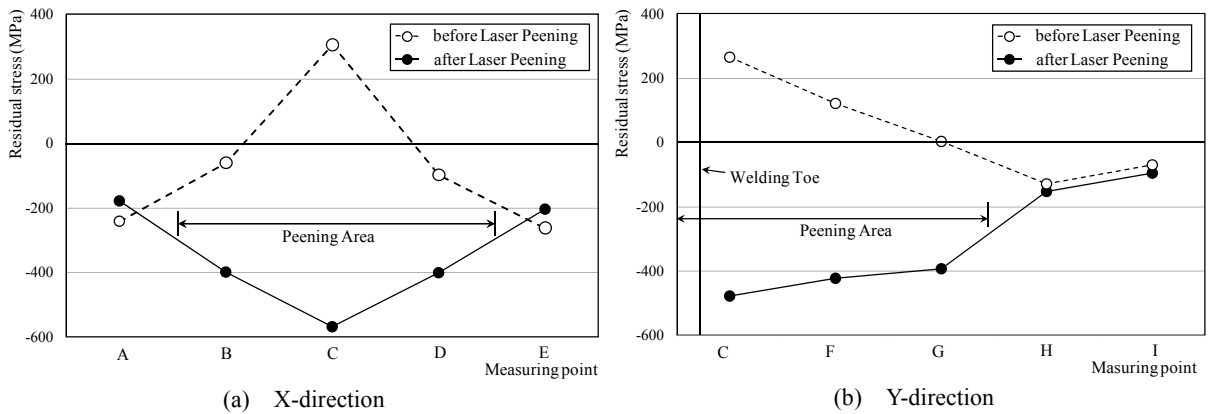 Residual stress (MPa)
400
200
0
-200
-400
-600
before Laser Peening
after Laser Peening
Peening Area
A B C D E
Measuring point
(a) X-direction
Residual stress (MPa)
400
200
0
-200
-400
-600
before Laser Peening
after Laser Peening
Welding Toe
Peening Area
C F G H I
Masuring point
(b) Y-direction